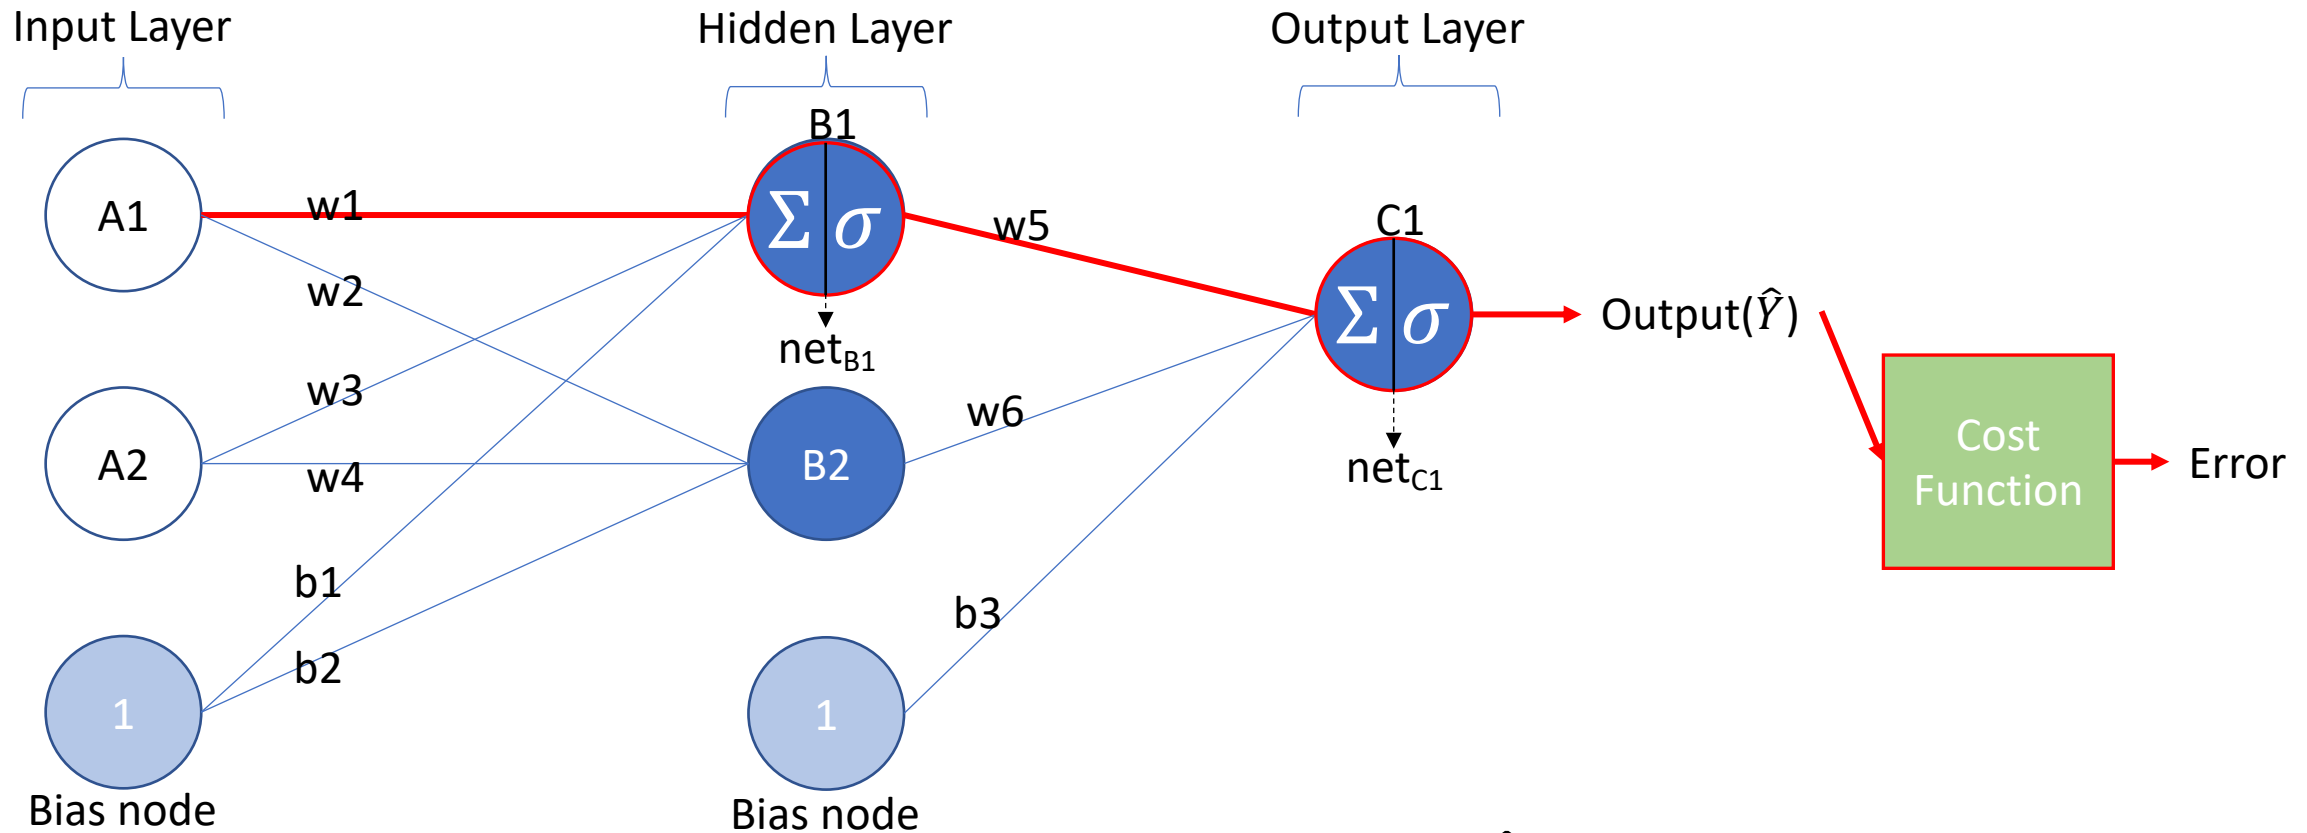 Input Layer
Hidden Layer
Output Layer
B1
A1
w1
Σ σ
w5
C1
w2
Σ σ
Output(Ŷ)
net_B1
w3
w6
Cost
Function
Error
A2
w4
B2
net_C1
b1
b3
b2
1
1
Bias node
Bias node